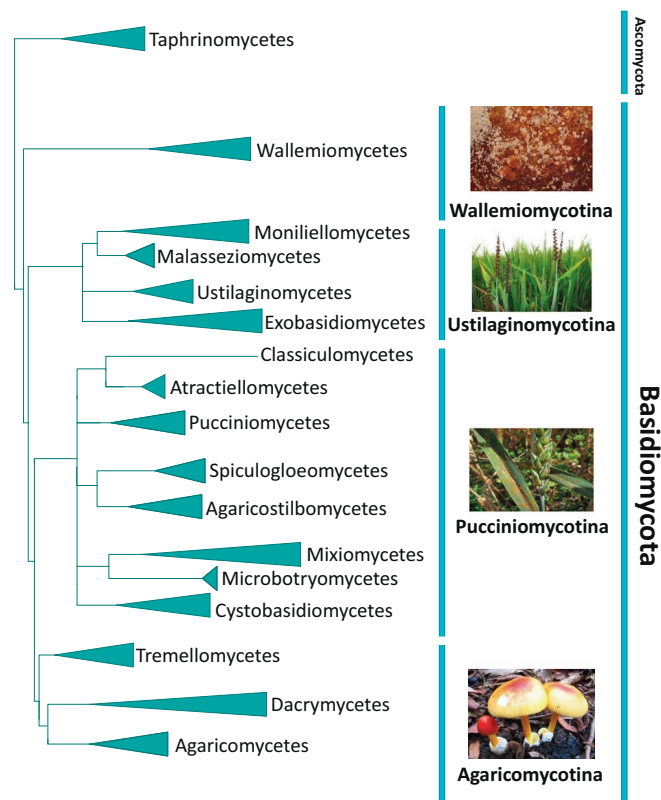 Taphrinomycetes
Ascomycota
Wallemiomycetes
Wallemiomycotina
Moniliellomycetes
Malasseziomycetes
Ustilaginomycetes
Exobasidiomycetes
Ustilaginomycotina
Classiculomycetes
Atractiellomycetes
Pucciniomycetes
Spiculogloeomycetes
Agaricostilbomycetes
Pucciniomycotina
Mixiomycetes
Microbotryomycetes
Cystobasidiomycetes
Basidiomycota
Tremellomycetes
Dacrymycetes
Agaricomycetes
Agaricomycotina